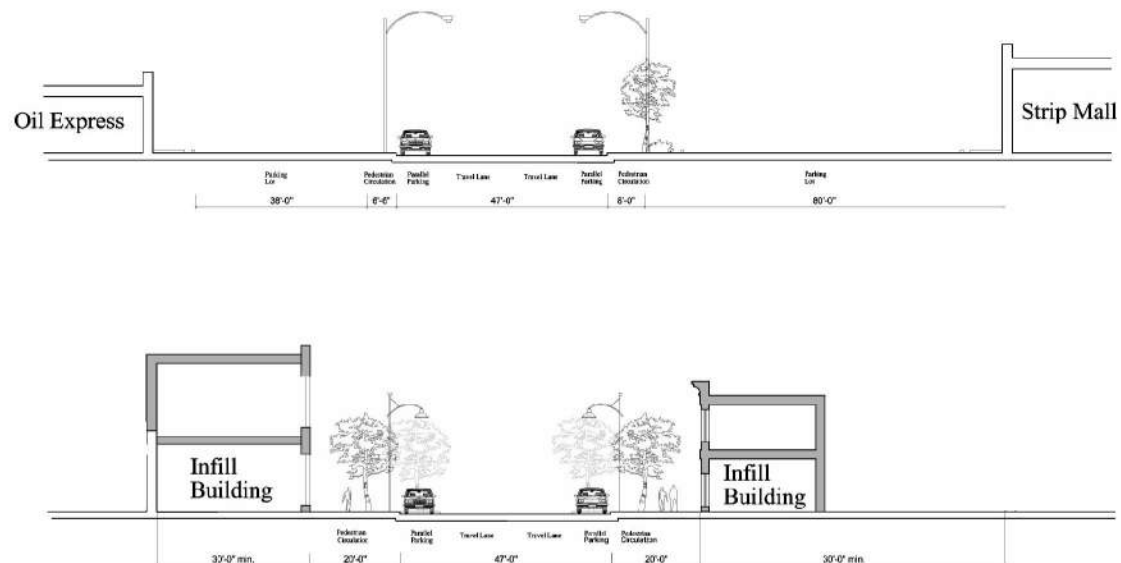 Oil Express
Strip Mall
Parking Lot
Pedestrian Circulation
Parallel Parking
Travel Lane
Travel Lane
Parallel Parking
Pedestrian Circulation
Parking Lot
38'-0"
6'-6"
47'-0"
8'-0"
80'-0"
Infill
Building
Infill
Building
Pedestrian Circulation
Parallel Parking
Travel Lane
Travel Lane
Parallel Parking
Pedestrian Circulation
30'-0" min.
20'-0"
47'-0"
20'-0"
30'-0" min.